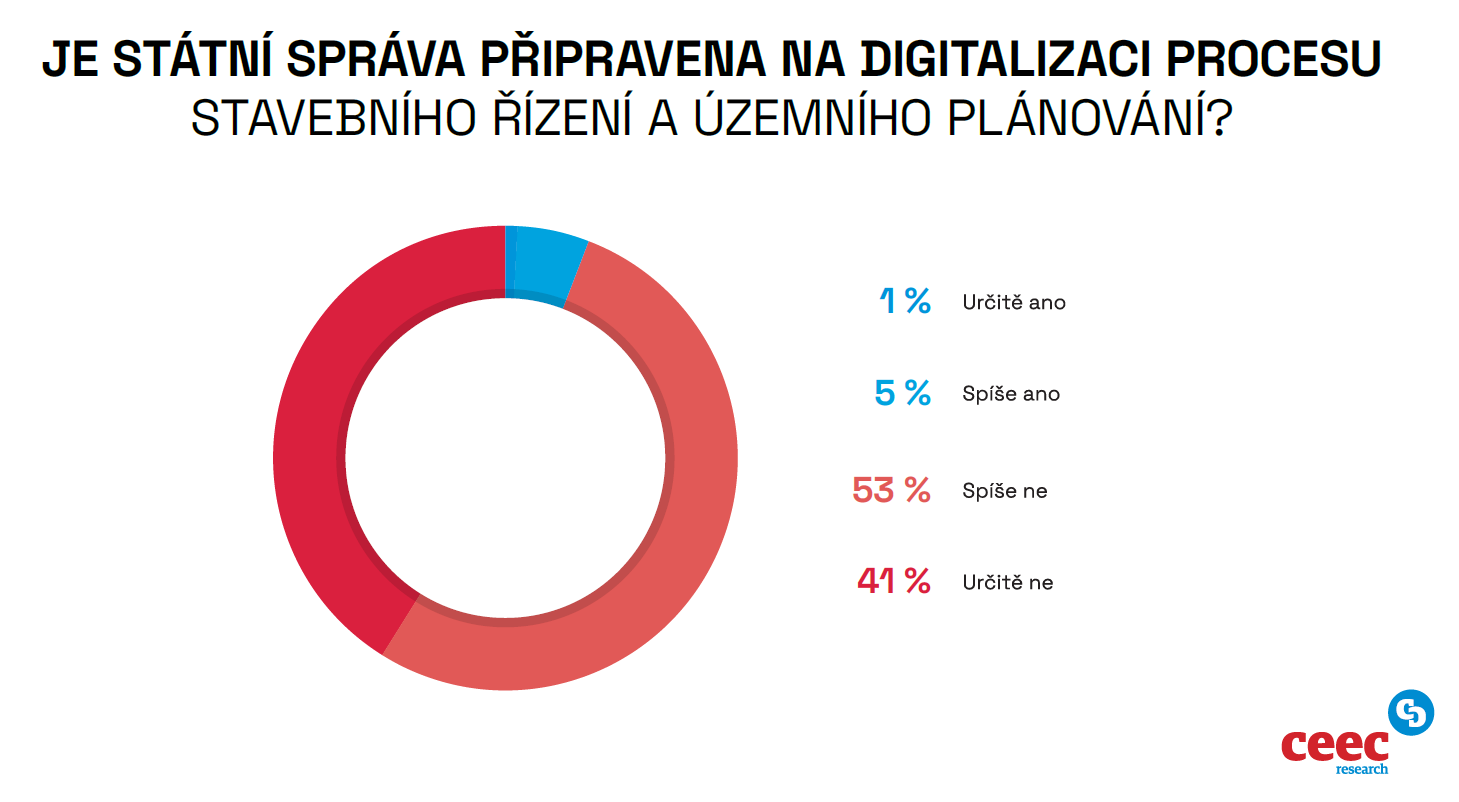 JE STÁTNÍ SPRÁVA PŘIPRAVENA NA DIGITALIZACI PROCESU
STAVEBNÍHO ŘÍZENÍ A ÚZEMNÍHO PLÁNOVÁNÍ?
1 % Určitě ano
5 % Spíše ano
53 % Spíše ne
41 % Určitě ne
ceec
research